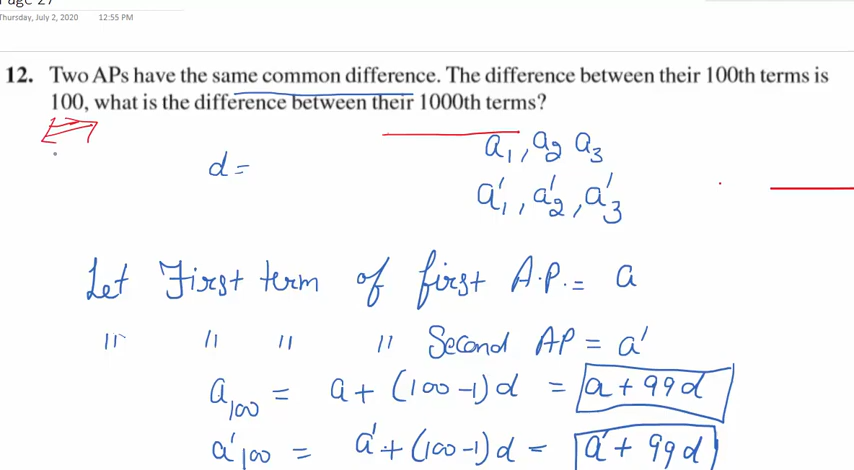 Thursday, July 2, 2020 12:55 PM
12. Two APs have the same common difference. The difference between their 100th terms is
100, what is the difference between their 1000th terms?
d =
a₁, a₂ a₃
a'₁, a'₂, a'₃
Let First term of first A.P. = a
" " " " Second AP = a'
a₁₀₀ = a + (100-1)d = a + 99d
a'₁₀₀ = a' + (100-1)d = a' + 99d